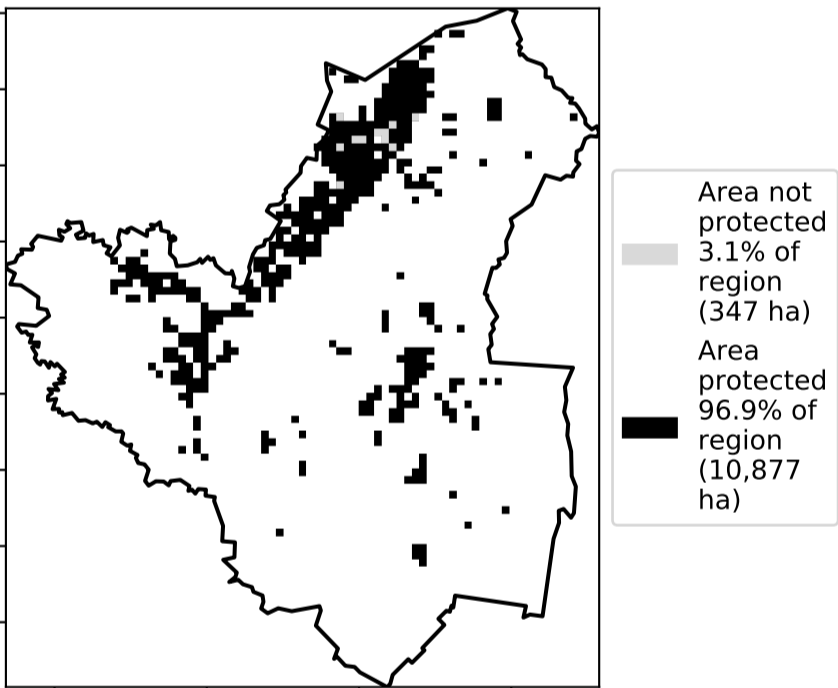 Area not
protected
3.1% of
region
(347 ha)
Area
protected
96.9% of
region
(10,877
ha)